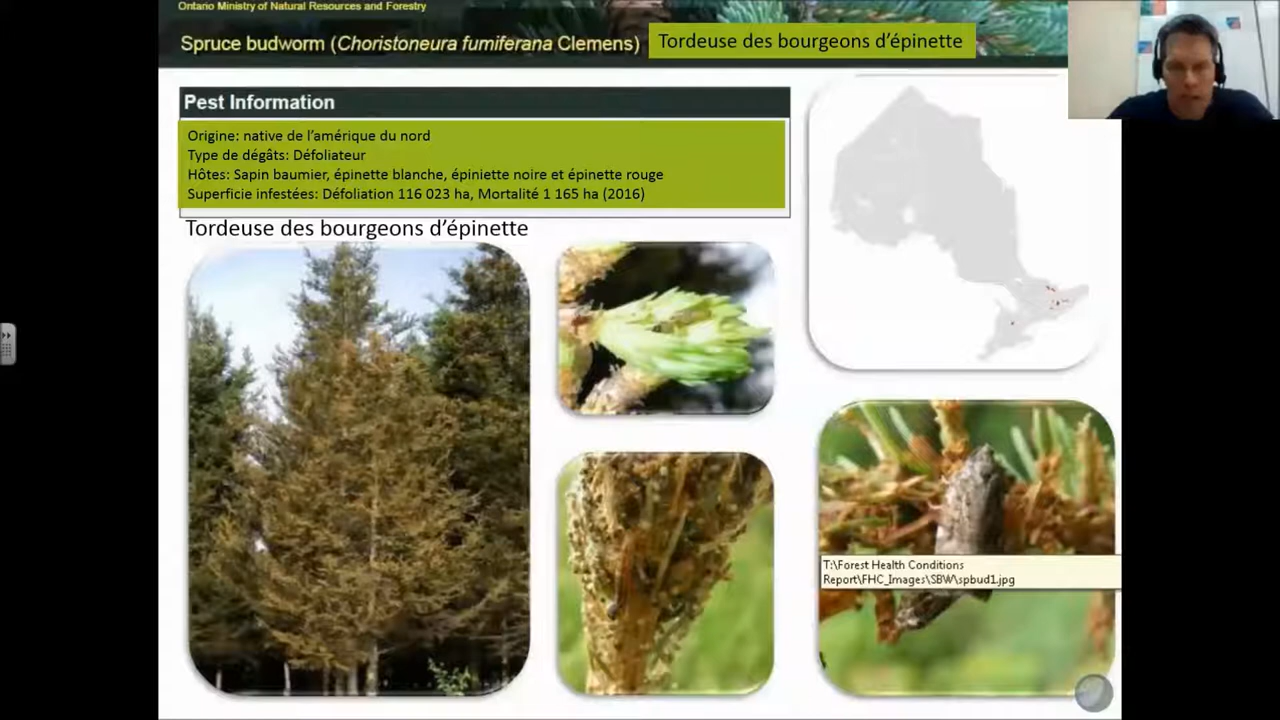 Ontario Ministry of Natural Resources and Forestry
Spruce budworm (Choristoneura fumiferana Clemens)
Tordeuse des bourgeons d'épinette
Pest Information
Origine: native de l'amérique du nord
Type de dégâts: Défoliateur
Hôtes: Sapin baumier, épinette blanche, épiniette noire et épinette rouge
Superficie infestées: Défoliation 116 023 ha, Mortalité 1 165 ha (2016)
Tordeuse des bourgeons d'épinette
T:\Forest Health Conditions
Report\FHC_Images\SBW\spbud1.jpg